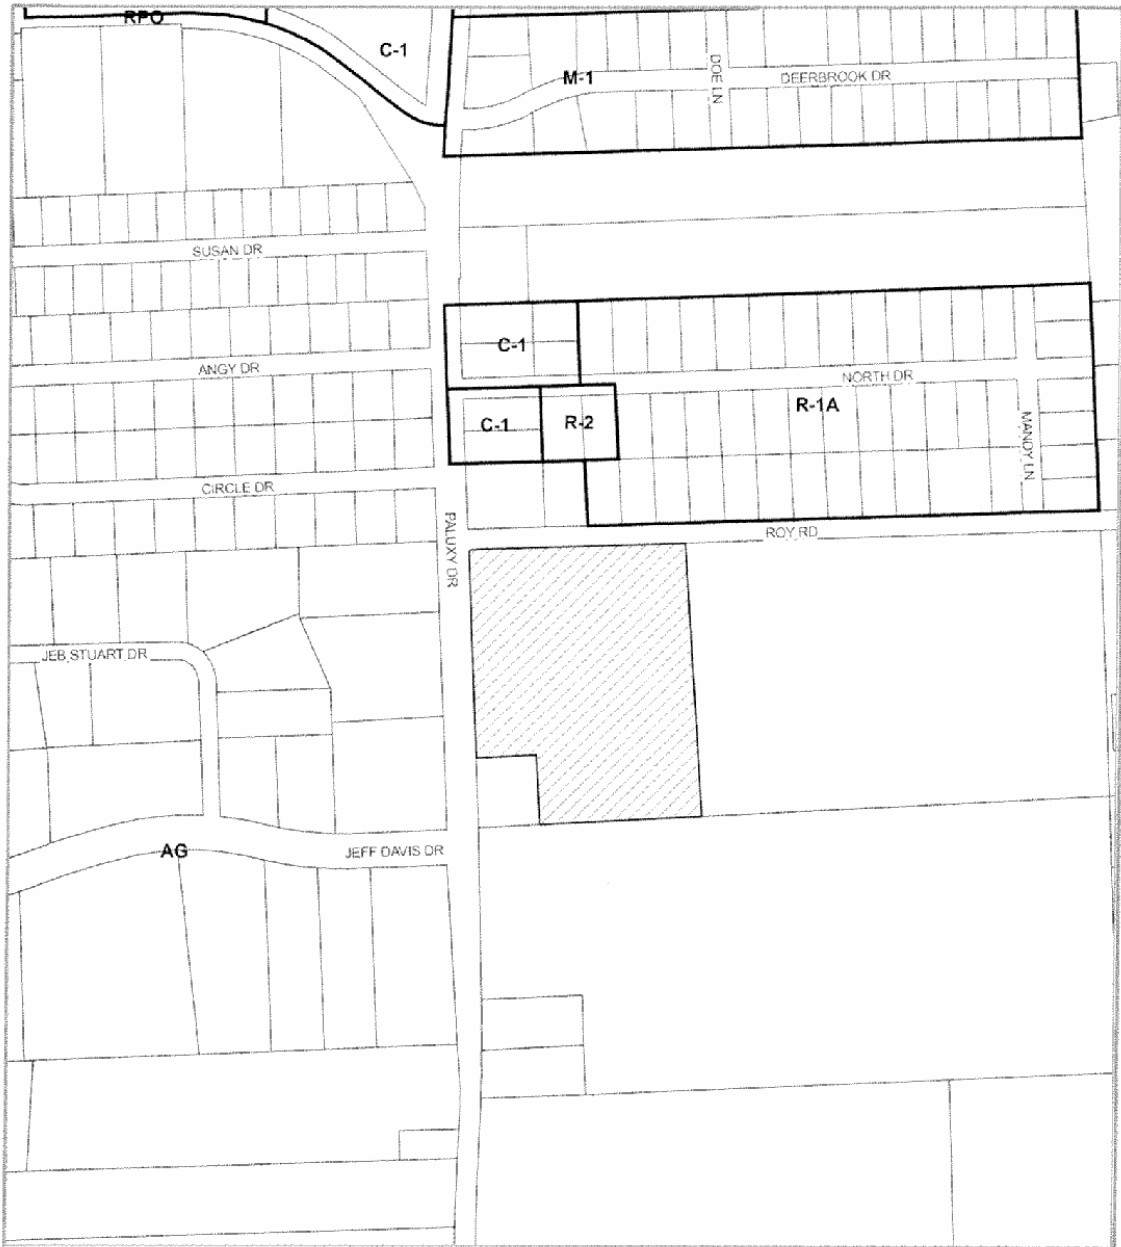 RPO
C-1
M-1
DOE LN
DEERBROOK DR
SUSAN DR
C-1
ANGY DR
NORTH DR
C-1
R-2
R-1A
MANDY LN
CIRCLE DR
PALUXY DR
ROY RD
JEB STUART DR
AG
JEFF DAVIS DR